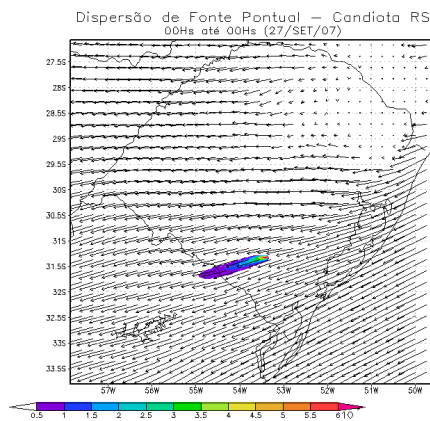 Dispersão de Fonte Pontual – Candiota RS
00Hs até 00Hs (27/SET/07)
27.5S
28S
28.5S
29S
29.5S
30S
30.5S
31S
31.5S
32S
32.5S
33S
33.5S
57W 56W 55W 54W 53W 52W 51W 50W
0.5 1 1.5 2 2.5 3 3.5 4 4.5 5 5.5 610